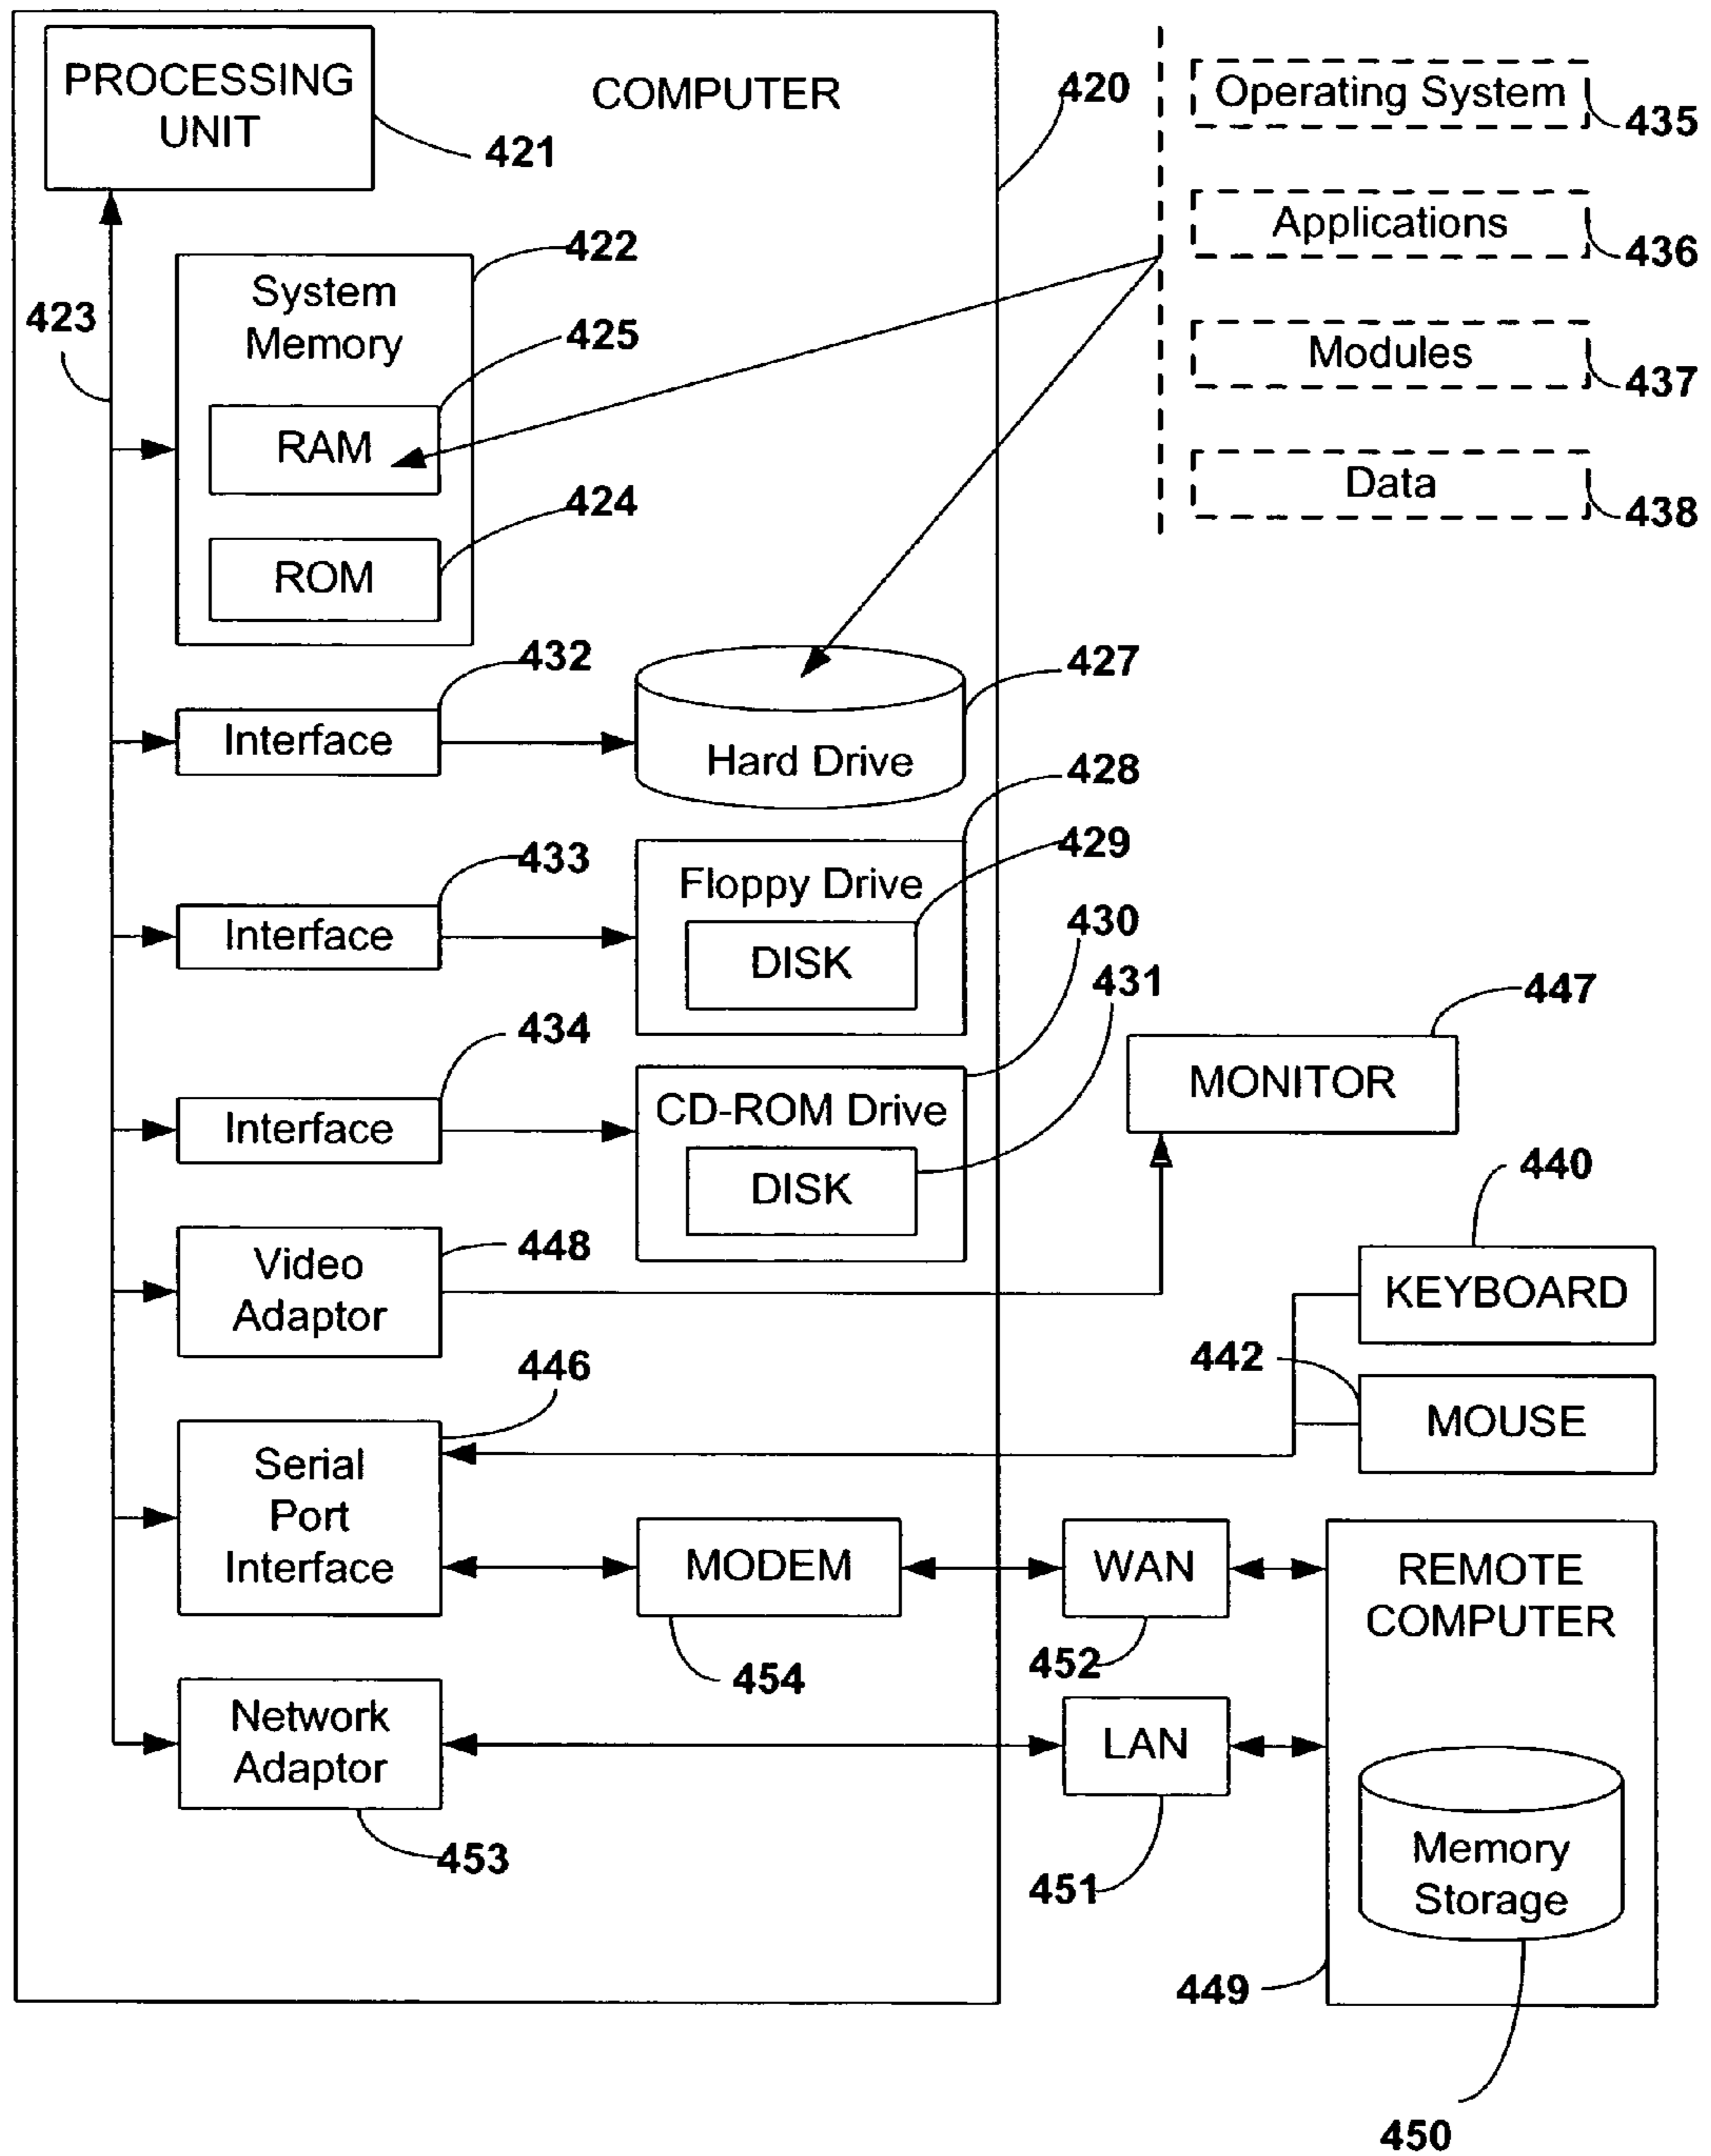 PROCESSING
UNIT
421
COMPUTER
420
Operating System
435
Applications
436
Modules
437
Data
438
423
422
System
Memory
425
RAM
424
ROM
432
Interface
427
Hard Drive
433
Interface
428
Floppy Drive
429
DISK
434
Interface
430
CD-ROM Drive
431
DISK
447
MONITOR
448
Video
Adaptor
440
KEYBOARD
442
MOUSE
446
Serial
Port
Interface
MODEM
454
WAN
452
REMOTE
COMPUTER
Network
Adaptor
453
LAN
451
Memory
Storage
449
450